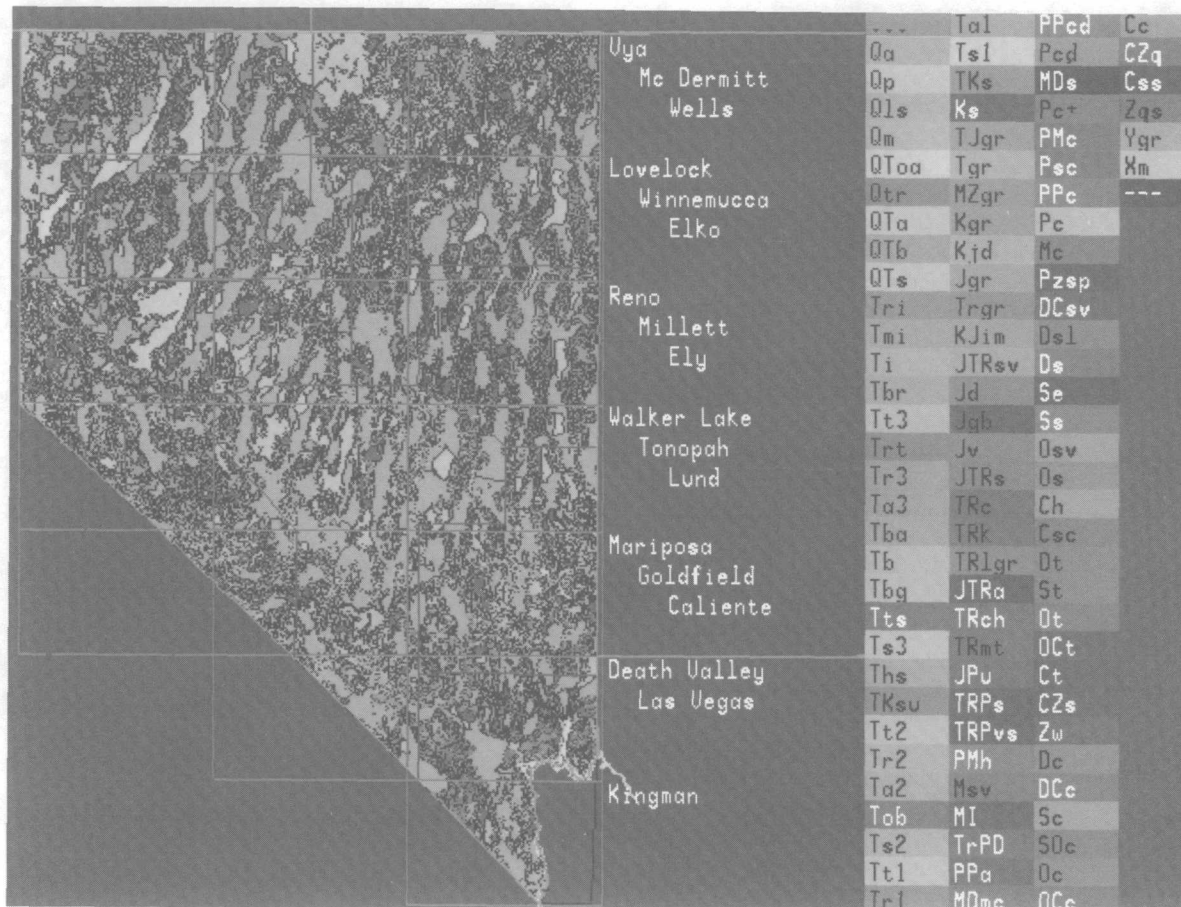 Vya
Mc Dermitt
Wells
Lovelock
Winnemucca
Elko
Reno
Millett
Ely
Walker Lake
Tonopah
Lund
Mariposa
Goldfield
Caliente
Death Valley
Las Vegas
Kingman
... Ta1 PPcd Cc
Qa Ts1 Pcd CZq
Qp TKs MDs Css
Qls Ks Pc+ Zqs
Qm TJgr PMc Ygr
QToa Tgr Psc Xm
Qtr MZgr PPc ---
QTa Kgr Pc
QTb Kjd Mc
QTs Jgr Pzsp
Tri Trgr DCsv
Tmi KJim Dsl
Ti JTRsv Ds
Tbr Jd Se
Tt3 Jgb Ss
Trt Jv Osv
Tr3 JTRs Os
Ta3 TRc Ch
Tba TRk Csc
Tb TRlgr Dt
Tbg JTRa St
Tts TRch Ot
Ts3 TRmt OCt
Ths JPu Ct
TKsu TRPs CZs
Tt2 TRPvs Zw
Tr2 PMh Dc
Ta2 Msv DCc
Tob MI Sc
Ts2 TrPD SOc
Tt1 PPa Oc
Tr1 MDmc OCc